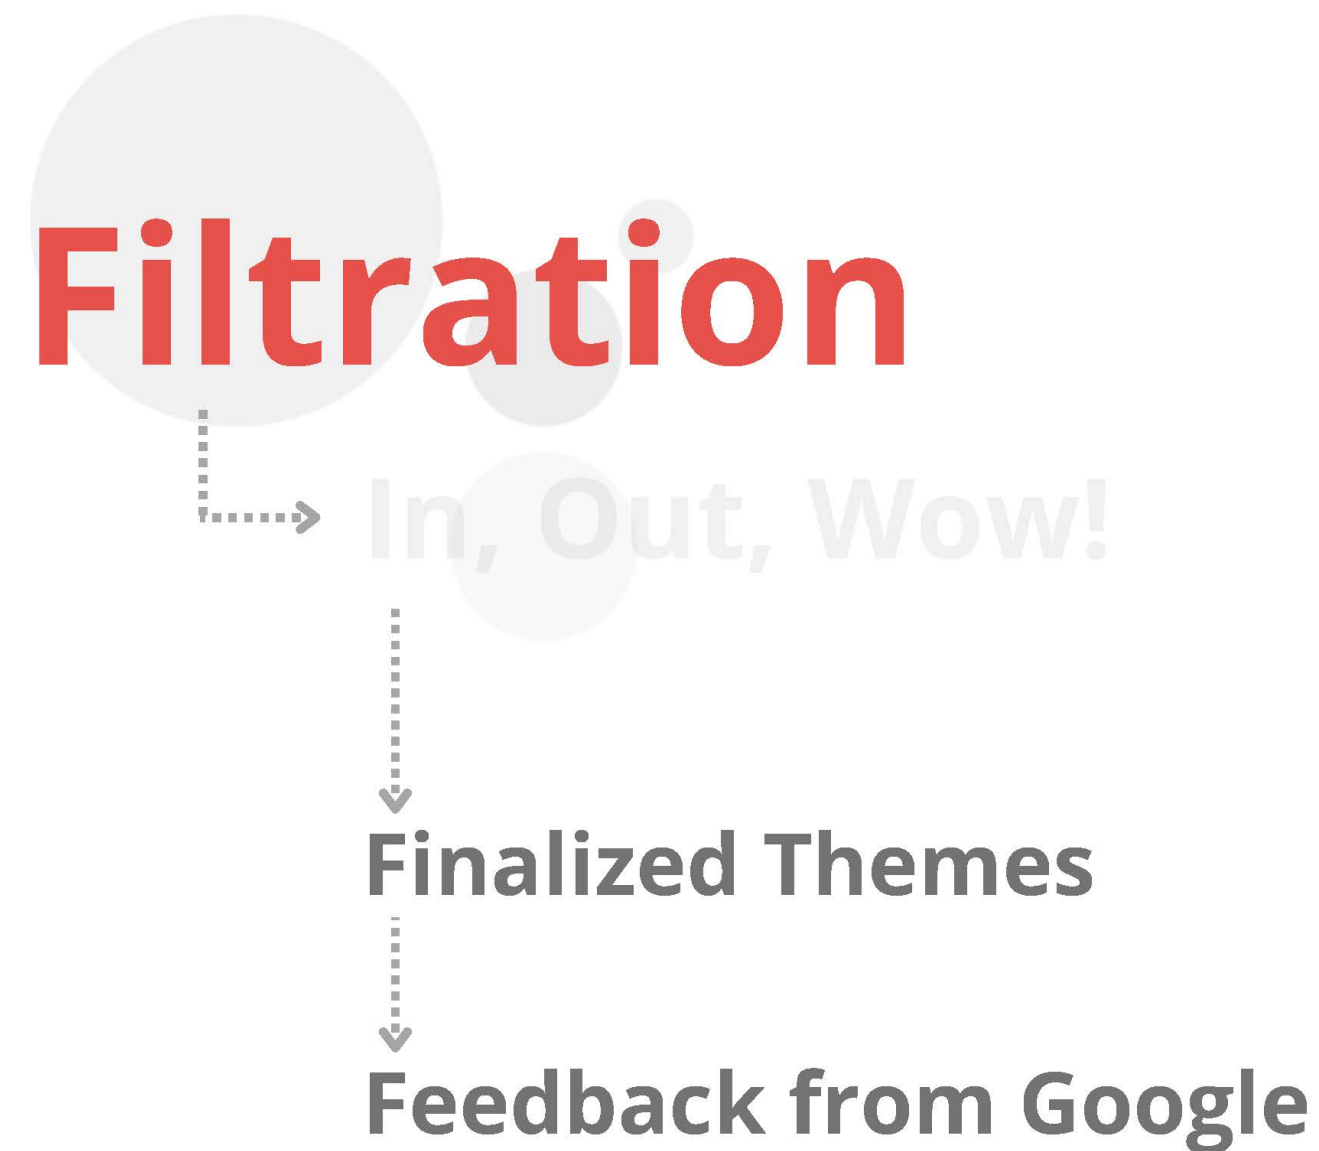 Filtration
In, Out, Wow!
Finalized Themes
Feedback from Google